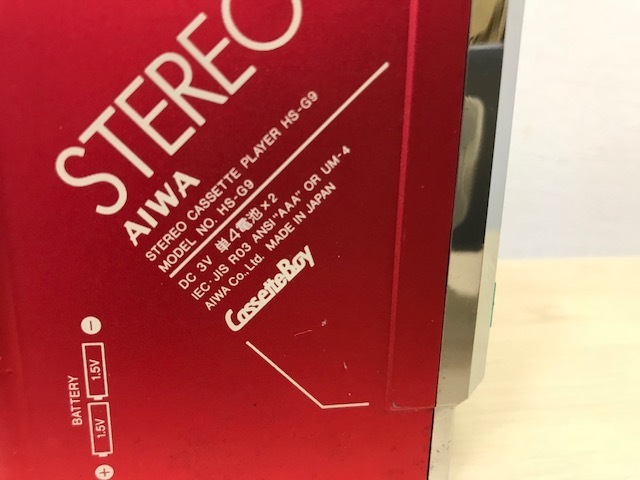 STEREO
AIWA
STEREO CASSETTE PLAYER HS-G9
MODEL NO. HS-G9
DC 3V 単4電池×2
IEC·JIS R03 ANSI"AAA" OR UM-4
AIWA Co., Ltd. MADE IN JAPAN
CassetteBoy
BATTERY
1.5V
1.5V